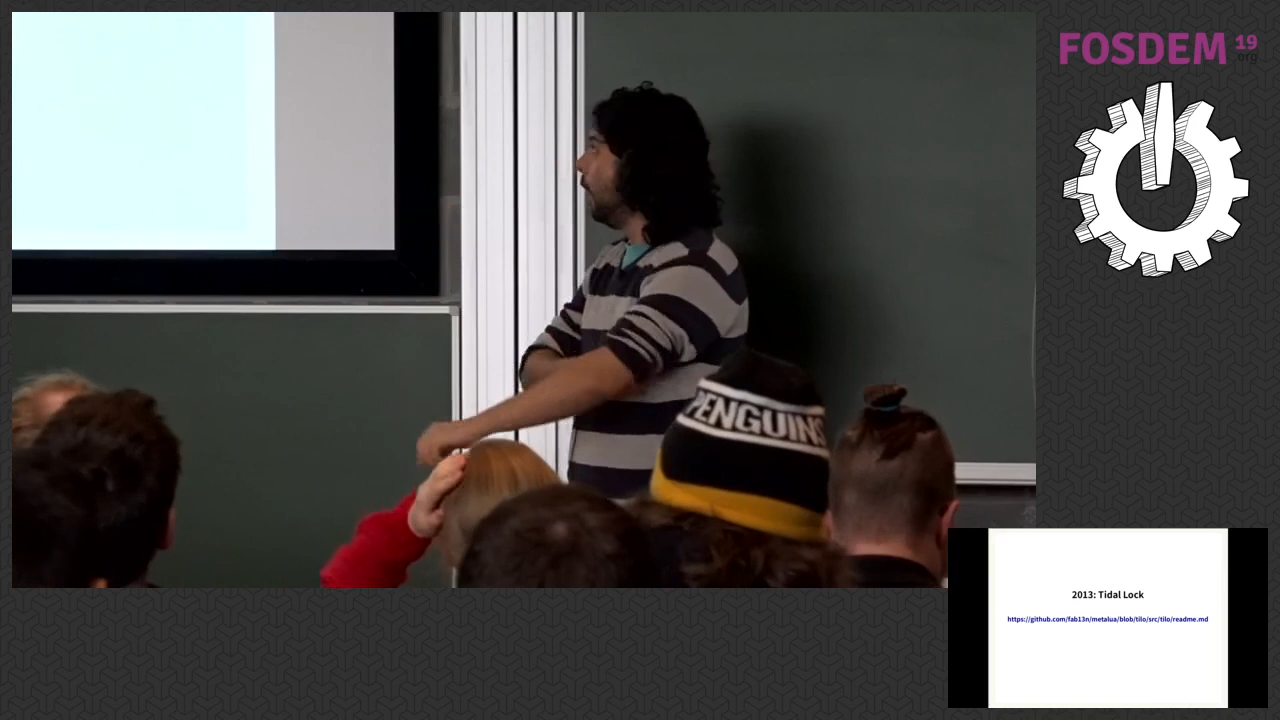 FOSDEM 19
.org
PENGUINS
2013: Tidal Lock
https://github.com/fab13n/metalua/blob/tilo/src/tilo/readme.md